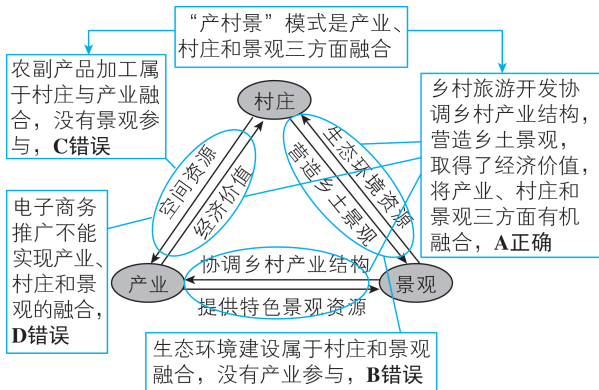 “产村景”模式是产业、
村庄和景观三方面融合
农副产品加工属
于村庄与产业融
合，没有景观参
与，C错误
乡村旅游开发协
调乡村产业结构，
营造乡土景观，
取得了经济价值，
将产业、村庄和
景观三方面有机
融合，A正确
电子商务
推广不能
实现产业、
村庄和景
观的融合，
D错误
村庄
空间资源
经济价值
生态环境资源
营造乡土景观
产业
协调乡村产业结构
提供特色景观资源
景观
生态环境建设属于村庄和景观
融合，没有产业参与，B错误